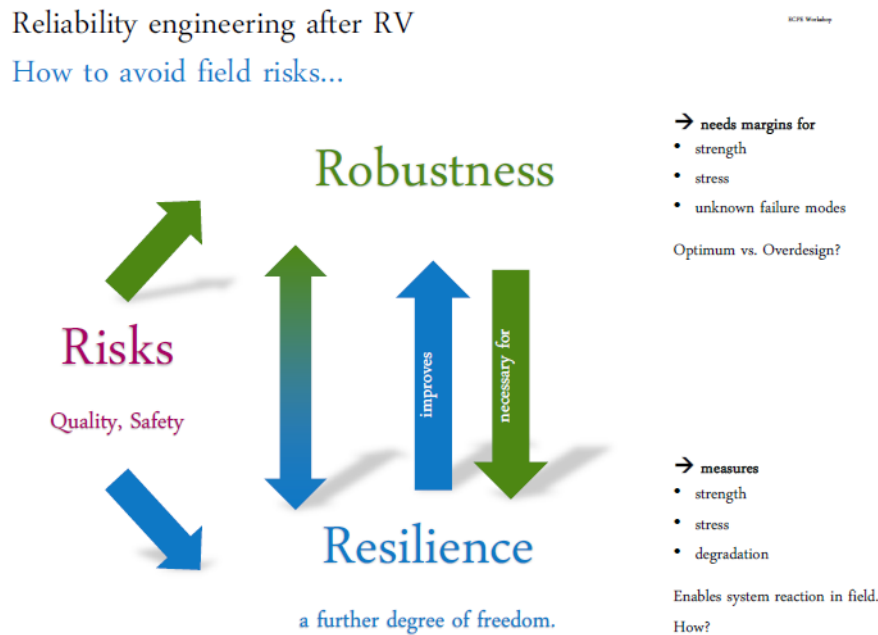 Reliability engineering after RV
ECPE Workshop
How to avoid field risks...
→ needs margins for
• strength
• stress
• unknown failure modes
Optimum vs. Overdesign?
Robustness
Risks
Quality, Safety
improves
necessary for
Resilience
a further degree of freedom.
→ measures
• strength
• stress
• degradation
Enables system reaction in field.
How?